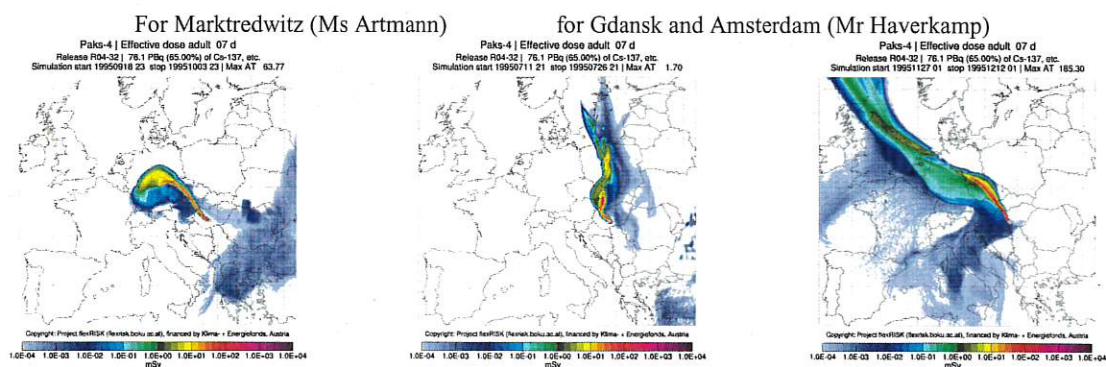 For Marktredwitz (Ms Artmann)
for Gdansk and Amsterdam (Mr Haverkamp)
Paks-4 | Effective dose adult 07 d
Release R04-32 | 76.1 PBq (65.00%) of Cs-137, etc.
Simulation start 19950918 23 stop 19951003 23 | Max AT 63.77
Copyright: Project flexRISK (flexrisk.boku.ac.at), financed by Klima- + Energiefonds, Austria
1.0E-04 1.0E-03 1.0E-02 1.0E-01 1.0E+00 1.0E+01 1.0E+02 1.0E+03 1.0E+04
mSv
Paks-4 | Effective dose adult 07 d
Release R04-32 | 76.1 PBq (65.00%) of Cs-137, etc.
Simulation start 19950711 21 stop 19950726 21 | Max AT 1.70
Copyright: Project flexRISK (flexrisk.boku.ac.at), financed by Klima- + Energiefonds, Austria
1.0E-04 1.0E-03 1.0E-02 1.0E-01 1.0E+00 1.0E+01 1.0E+02 1.0E+03 1.0E+04
mSv
Paks-4 | Effective dose adult 07 d
Release R04-32 | 76.1 PBq (65.00%) of Cs-137, etc.
Simulation start 19951127 01 stop 19951212 01 | Max AT 185.30
Copyright: Project flexRISK (flexrisk.boku.ac.at), financed by Klima- + Energiefonds, Austria
1.0E-04 1.0E-03 1.0E-02 1.0E-01 1.0E+00 1.0E+01 1.0E+02 1.0E+03 1.0E+04
mSv